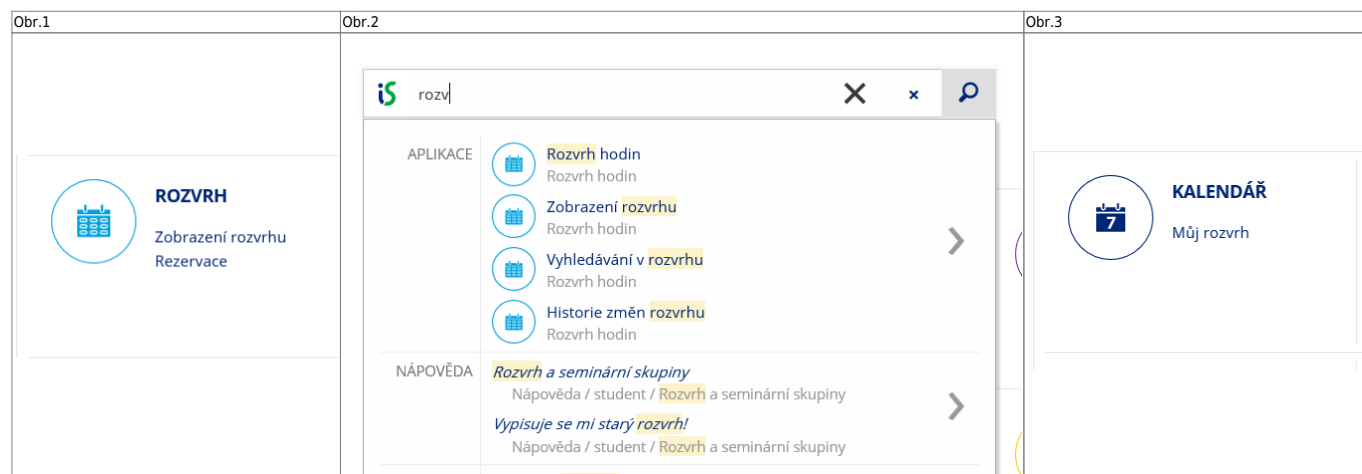 Obr.1
Obr.2
Obr.3
ROZVRH
Zobrazení rozvrhu
Rezervace
iS rozv
APLIKACE
Rozvrh hodin
Rozvrh hodin
Zobrazení rozvrhu
Rozvrh hodin
Vyhledávání v rozvrhu
Rozvrh hodin
Historie změn rozvrhu
Rozvrh hodin
NÁPOVĚDA
Rozvrh a seminární skupiny
Nápověda / student / Rozvrh a seminární skupiny
Vypisuje se mi starý rozvrh!
Nápověda / student / Rozvrh a seminární skupiny
7
KALENDÁŘ
Můj rozvrh